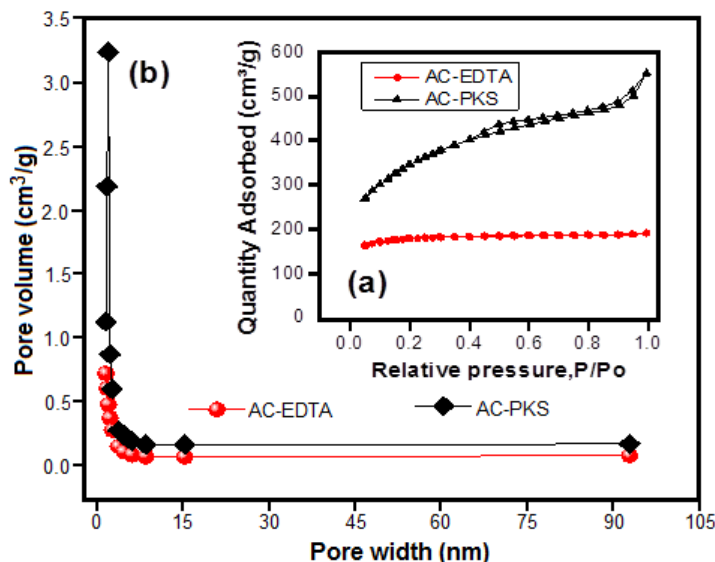 3.5
3.0
2.5
2.0
1.5
1.0
0.5
0.0
Pore volume (cm³/g)
(b)
600
500
400
300
200
100
0
Quantity Adsorbed (cm³/g)
AC-EDTA
AC-PKS
(a)
0.0 0.2 0.4 0.6 0.8 1.0
Relative pressure,P/Po
AC-EDTA AC-PKS
0 15 30 45 60 75 90 105
Pore width (nm)